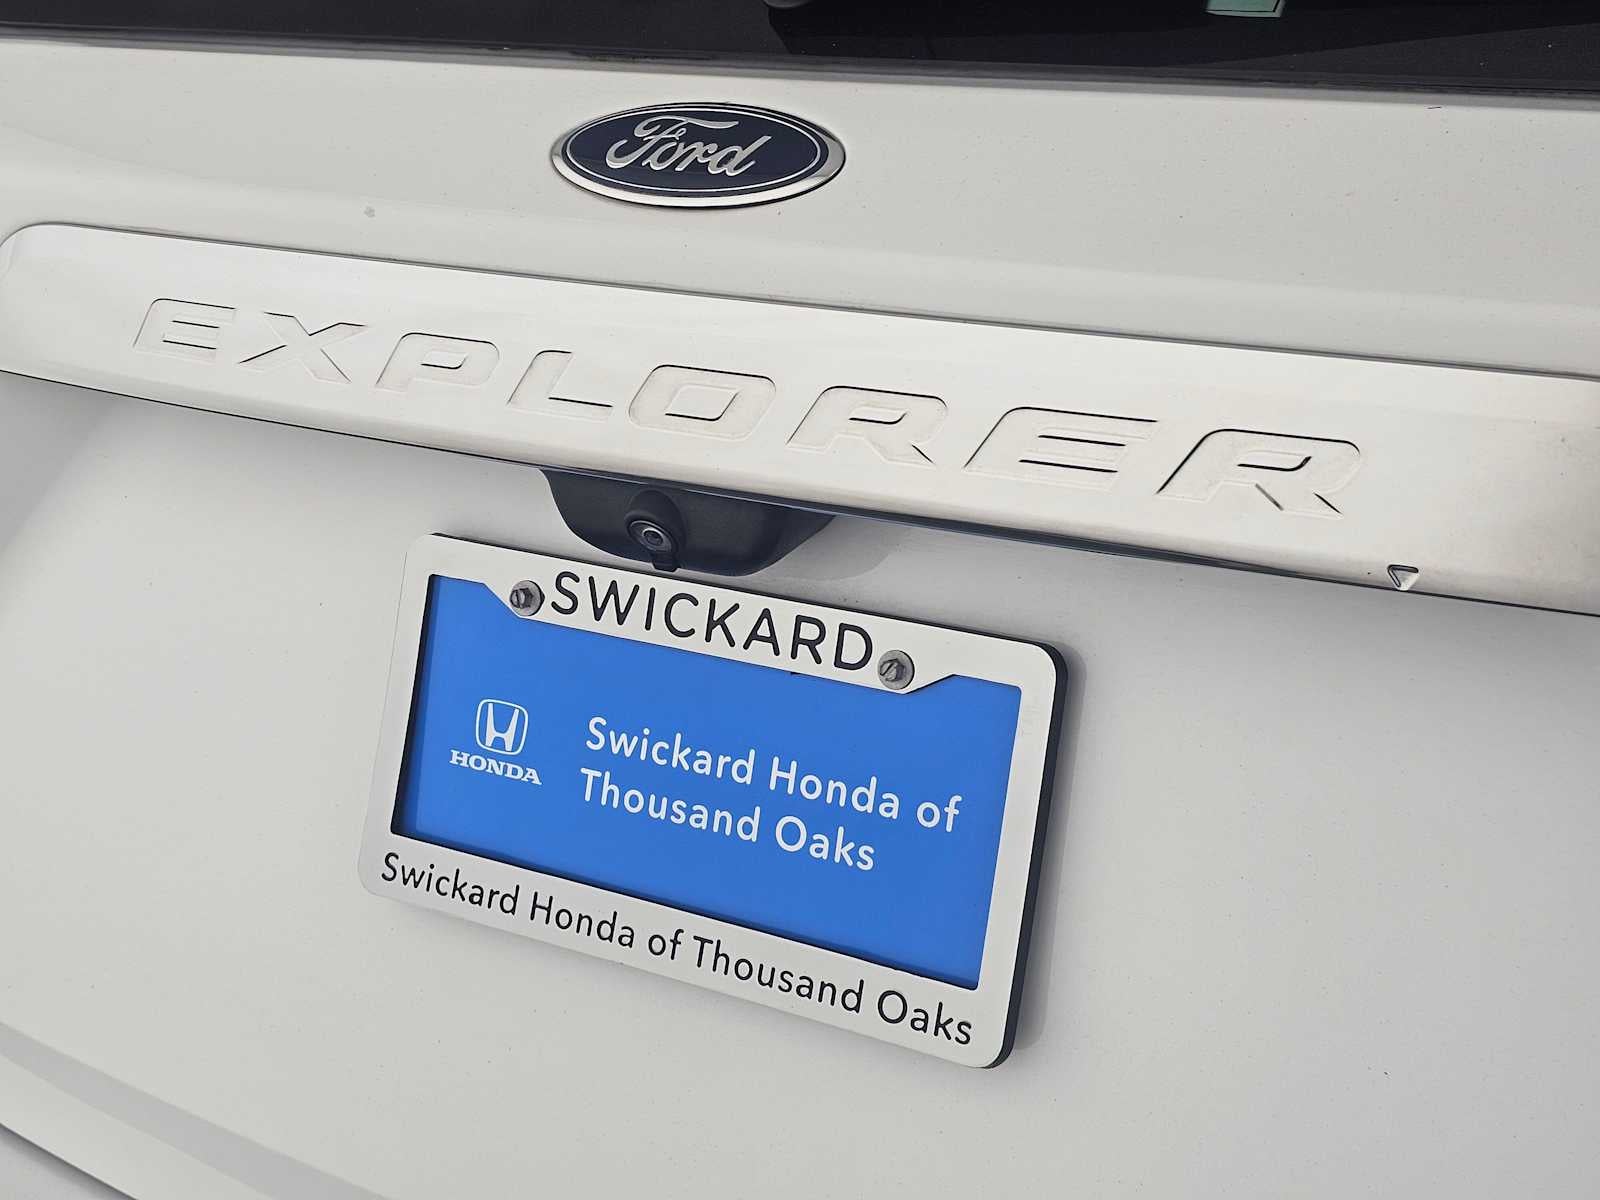 Ford
EXPLORER
SWICKARD
HONDA
Swickard Honda of
Thousand Oaks
Swickard Honda of Thousand Oaks